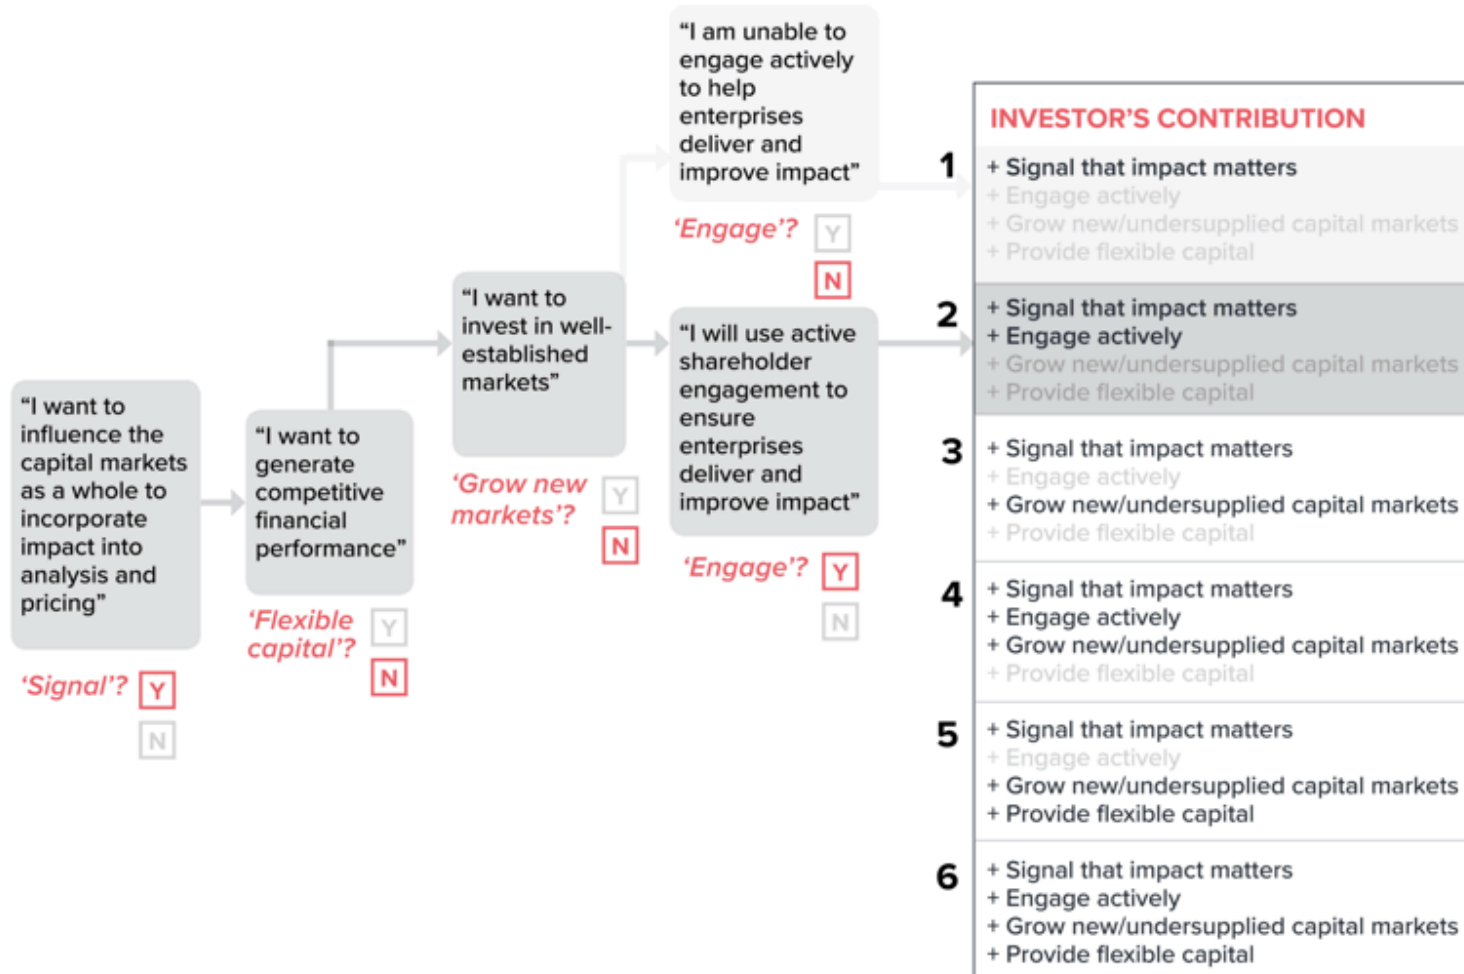 “I want to
influence the
capital markets
as a whole to
incorporate
impact into
analysis and
pricing”
‘Signal’? Y
N
“I want to
generate
competitive
financial
performance”
‘Flexible
capital’?
Y
N
“I want to
invest in well-
established
markets”
‘Grow new
markets’?
Y
N
“I am unable to
engage actively
to help
enterprises
deliver and
improve impact”
‘Engage’? Y
N
“I will use active
shareholder
engagement to
ensure
enterprises
deliver and
improve impact”
‘Engage’? Y
N
INVESTOR’S CONTRIBUTION
1
+ Signal that impact matters
+ Engage actively
+ Grow new/undersupplied capital markets
+ Provide flexible capital
2
+ Signal that impact matters
+ Engage actively
+ Grow new/undersupplied capital markets
+ Provide flexible capital
3
+ Signal that impact matters
+ Engage actively
+ Grow new/undersupplied capital markets
+ Provide flexible capital
4
+ Signal that impact matters
+ Engage actively
+ Grow new/undersupplied capital markets
+ Provide flexible capital
5
+ Signal that impact matters
+ Engage actively
+ Grow new/undersupplied capital markets
+ Provide flexible capital
6
+ Signal that impact matters
+ Engage actively
+ Grow new/undersupplied capital markets
+ Provide flexible capital